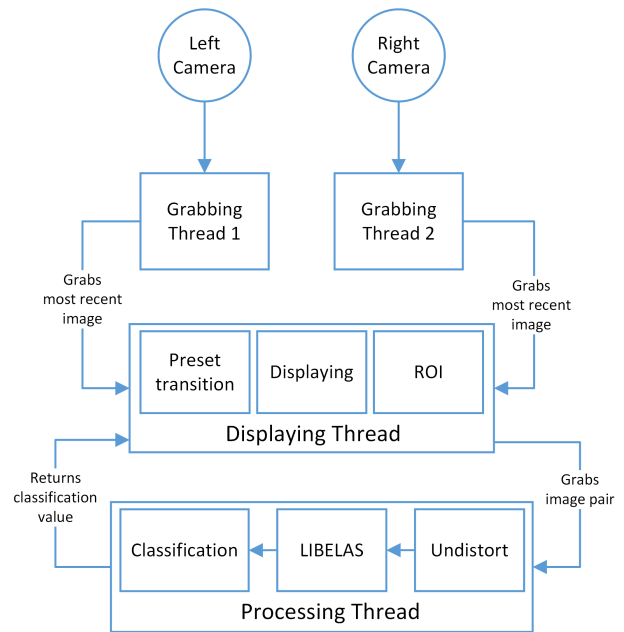 Left
Camera
Right
Camera
Grabbing
Thread 1
Grabbing
Thread 2
Grabs
most recent
image
Grabs
most recent
image
Preset
transition
Displaying
ROI
Displaying Thread
Returns
classification
value
Grabs
image pair
Classification
LIBELAS
Undistort
Processing Thread